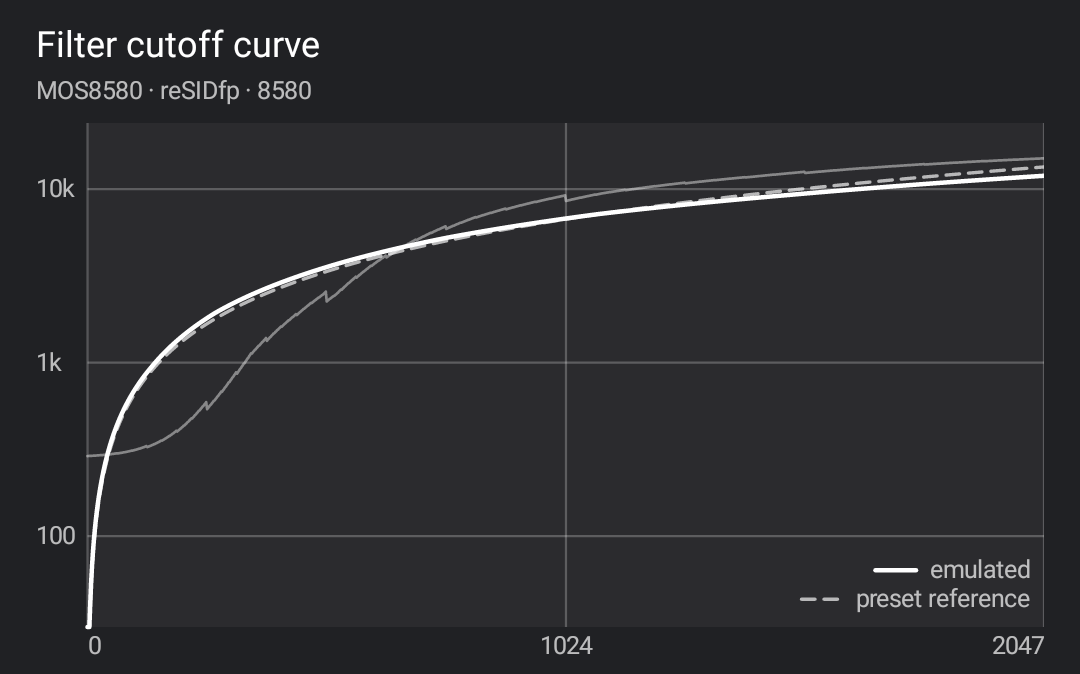 Filter cutoff curve
MOS8580 · reSIDfp · 8580
10k
1k
100
emulated
preset reference
0 1024 2047